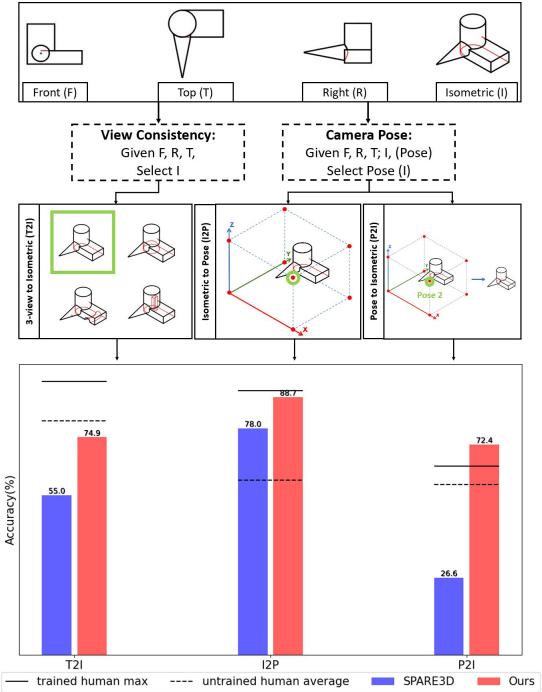 Front (F)
Top (T)
Right (R)
Isometric (I)
View Consistency:
Given F, R, T,
Select I
Camera Pose:
Given F, R, T; I, (Pose)
Select Pose (I)
3-view to Isometric (T2I)
Isometric to Pose (I2P)
Z
Y
X
Pose to Isometric (P2I)
Z
Y
X
Pose 2
Accuracy(%)
55.0
74.9
78.0
88.7
26.6
72.4
T2I
I2P
P2I
trained human max
untrained human average
SPARE3D
Ours